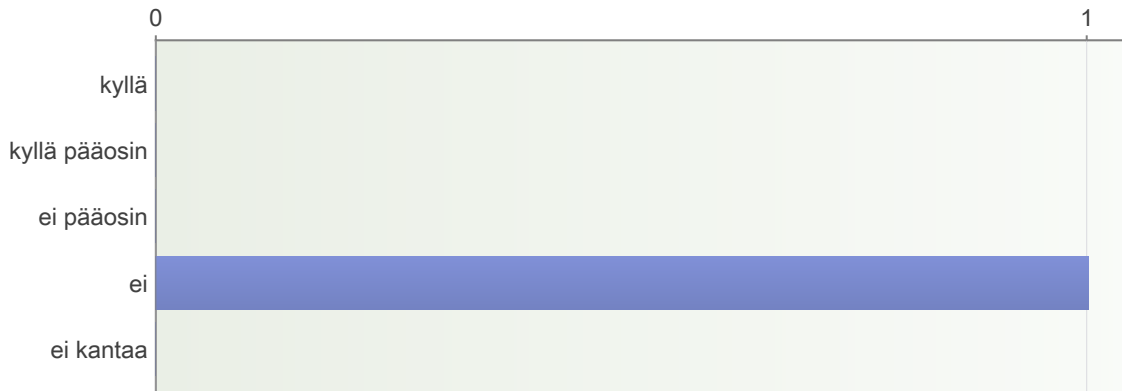 0 1
kyllä
kyllä pääosin
ei pääosin
ei
ei kantaa